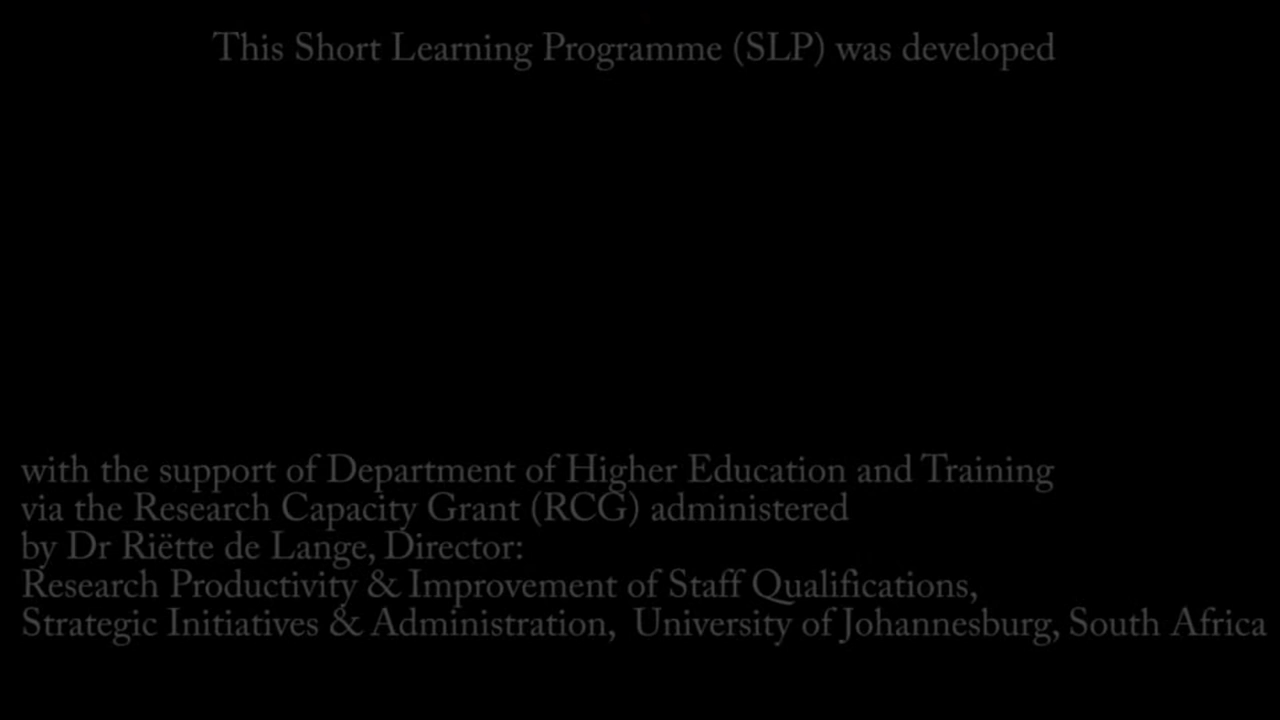 This Short Learning Programme (SLP) was developed
with the support of Department of Higher Education and Training
via the Research Capacity Grant (RCG) administered
by Dr Riëtte de Lange, Director:
Research Productivity & Improvement of Staff Qualifications,
Strategic Initiatives & Administration, University of Johannesburg, South Africa